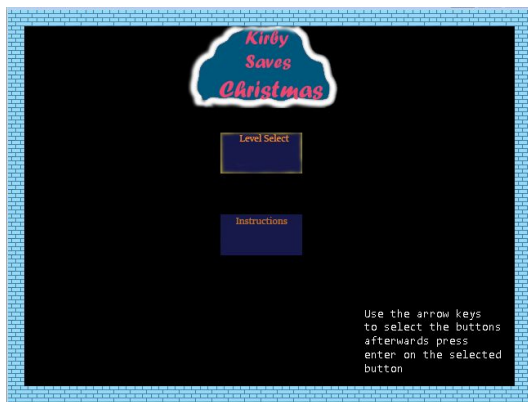 Kirby
Saves
Christmas
Level Select
Instructions
Use the arrow keys
to select the buttons
afterwards press
enter on the selected
button